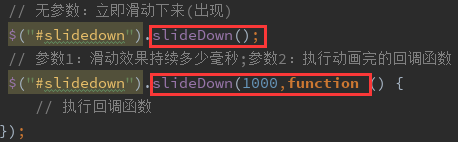 // 无参数：立即滑动下来(出现)
$("#slidedown").slideDown();
// 参数1：滑动效果持续多少毫秒;参数2：执行动画完的回调函数
$("#slidedown").slideDown(1000,function () {
// 执行回调函数
});